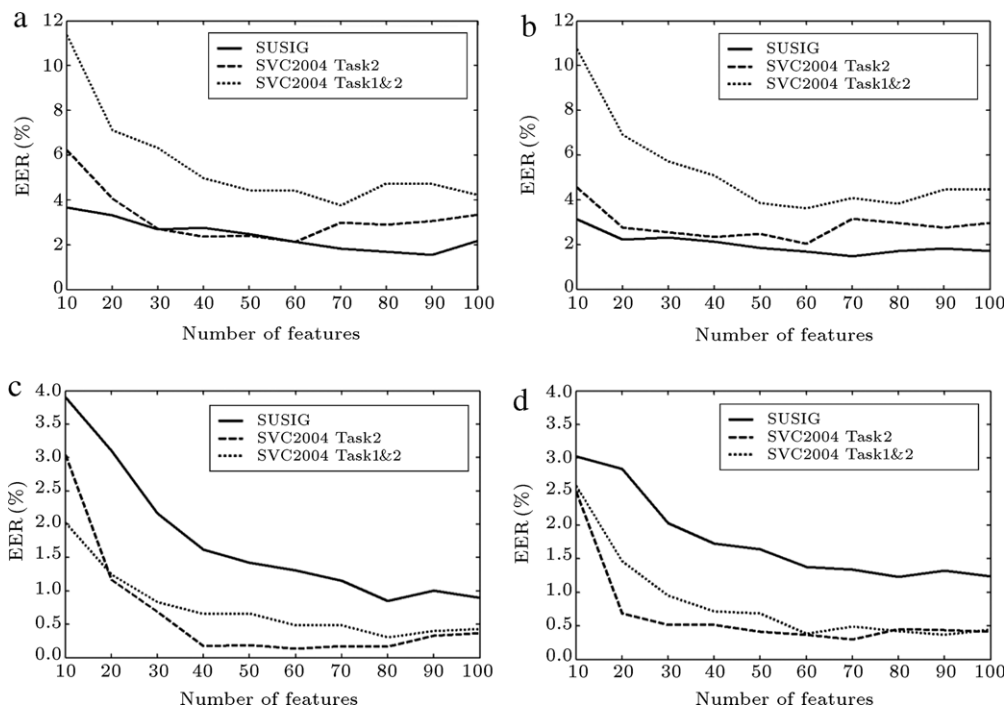 a
12
10
8
6
4
2
0
EER (%)
SUSIG
SVC2004 Task2
SVC2004 Task1&2
10 20 30 40 50 60 70 80 90 100
Number of features
b
12
10
8
6
4
2
0
EER (%)
SUSIG
SVC2004 Task2
SVC2004 Task1&2
10 20 30 40 50 60 70 80 90 100
Number of features
c
4.0
3.5
3.0
2.5
2.0
1.5
1.0
0.5
0.0
EER (%)
SUSIG
SVC2004 Task2
SVC2004 Task1&2
10 20 30 40 50 60 70 80 90 100
Number of features
d
4.0
3.5
3.0
2.5
2.0
1.5
1.0
0.5
0.0
EER (%)
SUSIG
SVC2004 Task2
SVC2004 Task1&2
10 20 30 40 50 60 70 80 90 100
Number of features